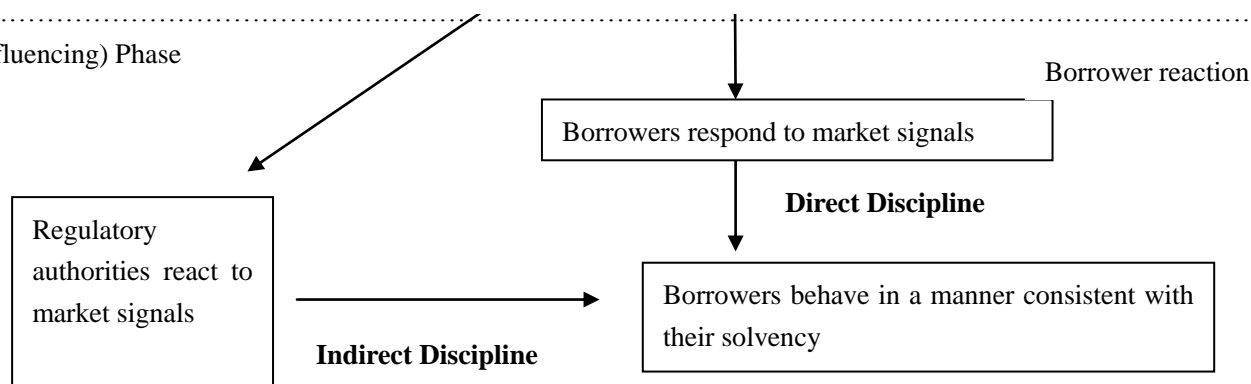 Phase
Borrower reaction
Borrowers respond to market signals
Direct Discipline
Regulatory
authorities react to
market signals
Borrowers behave in a manner consistent with
their solvency
Indirect Discipline